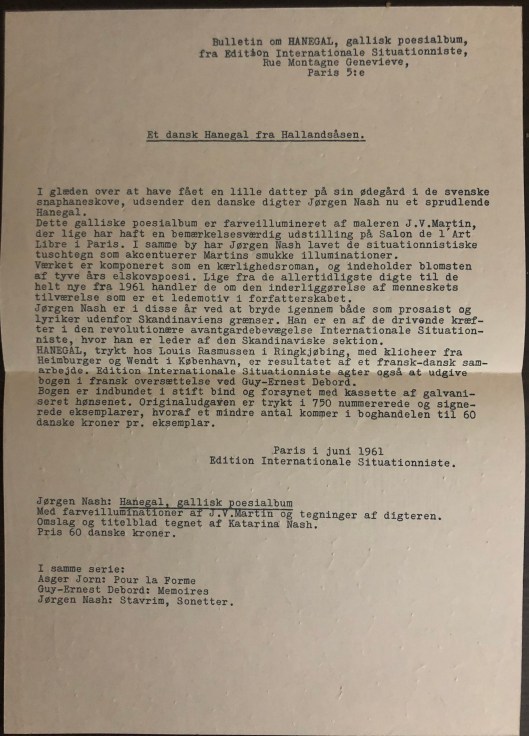 Bulletin om HANEGAL, gallisk poesialbum,
fra Edition Internationale Situationniste,
Rue Montagne Genevieve,
Paris 5:e
Et dansk Hanegal fra Hallandsåsen.
I glæden over at have fået en lille datter på sin ødegård i de svenske
snaphaneskove, udsender den danske digter Jørgen Nash nu et sprudlende
Hanegal.
Dette galliske poesialbum er farveillumineret af maleren J.V.Martin,
der lige har haft en bemærkelsesværdig udstilling på Salon de l'Art
Libre i Paris. I samme by har Jørgen Nash lavet de situationnistiske
tuschtegn som akcentuerer Martins smukke illuminationer.
Værket er komponeret som en kærlighedsroman, og indeholder blomsten
af tyve års elskovspoesi. Lige fra de allertidligste digte til de
helt nye fra 1961 handler de om den inderliggørelse af menneskets
tilværelse som er et ledemotiv i forfatterskabet.
Jørgen Nash er i disse år ved at bryde igennem både som prosaist og
lyriker udenfor Skandinaviens grænser. Han er en af de drivende kræf-
ter i den revolutionære avantgardebevægelse Internationale Situation-
niste, hvor han er leder af den Skandinaviske sektion.
HANEGAL, trykt hos Louis Rasmussen i Ringkjøbing, med klicheer fra
Heimburger og Wendt i København, er resultatet af et fransk-dansk sam-
arbejde. Edition Internationale Situationniste agter også at udgive
bogen i fransk oversættelse ved Guy-Ernest Debord.
Bogen er indbundet i stift bind og forsynet med kassette af galvani-
seret hønsenet. Originaludgaven er trykt i 750 nummererede og signe-
rede eksemplarer, hvoraf et mindre antal kommer i boghandelen til 60
danske kroner pr. eksemplar.
Paris i juni 1961
Edition Internationale Situationniste.
Jørgen Nash: Hanegal, gallisk poesialbum
Med farveilluminationer af J.V.Martin og tegninger af digteren.
Omslag og titelblad tegnet af Katarina Nash.
Pris 60 danske kroner.
I samme serie:
Asger Jorn: Pour la Forme
Guy-Ernest Debord: Memoires
Jørgen Nash: Stavrim, Sonetter.